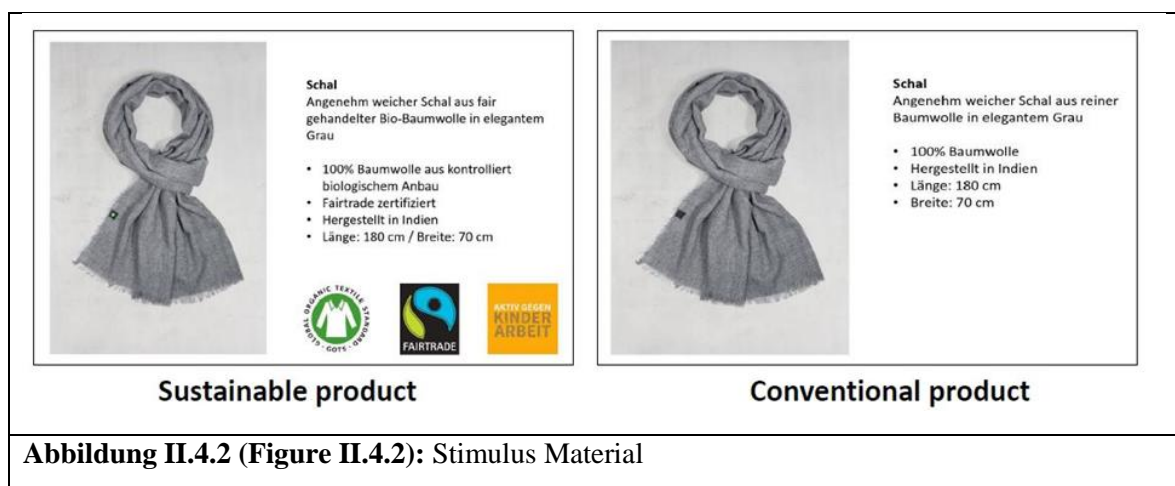 Schal
Angenehm weicher Schal aus fair
gehandelter Bio-Baumwolle in elegantem
Grau
• 100% Baumwolle aus kontrolliert
biologischem Anbau
• Fairtrade zertifiziert
• Hergestellt in Indien
• Länge: 180 cm / Breite: 70 cm
GLOBAL ORGANIC TEXTILE STANDARD · GOTS ·
FAIRTRADE
AKTIV GEGEN
KINDER
ARBEIT
Sustainable product
Schal
Angenehm weicher Schal aus reiner
Baumwolle in elegantem Grau
• 100% Baumwolle
• Hergestellt in Indien
• Länge: 180 cm
• Breite: 70 cm
Conventional product
Abbildung II.4.2 (Figure II.4.2): Stimulus Material